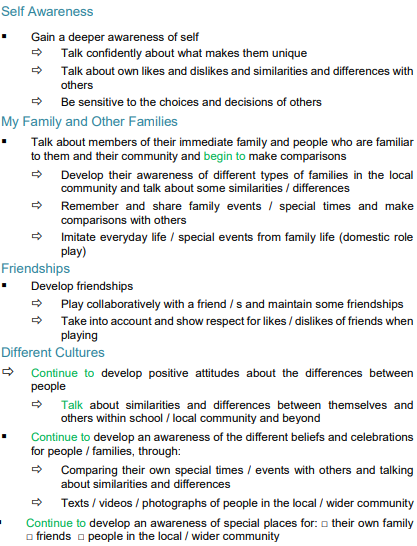 Self Awareness
▪ Gain a deeper awareness of self
⇨ Talk confidently about what makes them unique
⇨ Talk about own likes and dislikes and similarities and differences with
others
⇨ Be sensitive to the choices and decisions of others
My Family and Other Families
▪ Talk about members of their immediate family and people who are familiar
to them and their community and begin to make comparisons
⇨ Develop their awareness of different types of families in the local
community and talk about some similarities / differences
⇨ Remember and share family events / special times and make
comparisons with others
⇨ Imitate everyday life / special events from family life (domestic role
play)
Friendships
▪ Develop friendships
⇨ Play collaboratively with a friend / s and maintain some friendships
⇨ Take into account and show respect for likes / dislikes of friends when
playing
Different Cultures
⇨ Continue to develop positive attitudes about the differences between
people
⇨ Talk about similarities and differences between themselves and
others within school / local community and beyond
▪ Continue to develop an awareness of the different beliefs and celebrations
for people / families, through:
⇨ Comparing their own special times / events with others and talking
about similarities and differences
⇨ Texts / videos / photographs of people in the local / wider community
▪ Continue to develop an awareness of special places for: □ their own family
□ friends □ people in the local / wider community